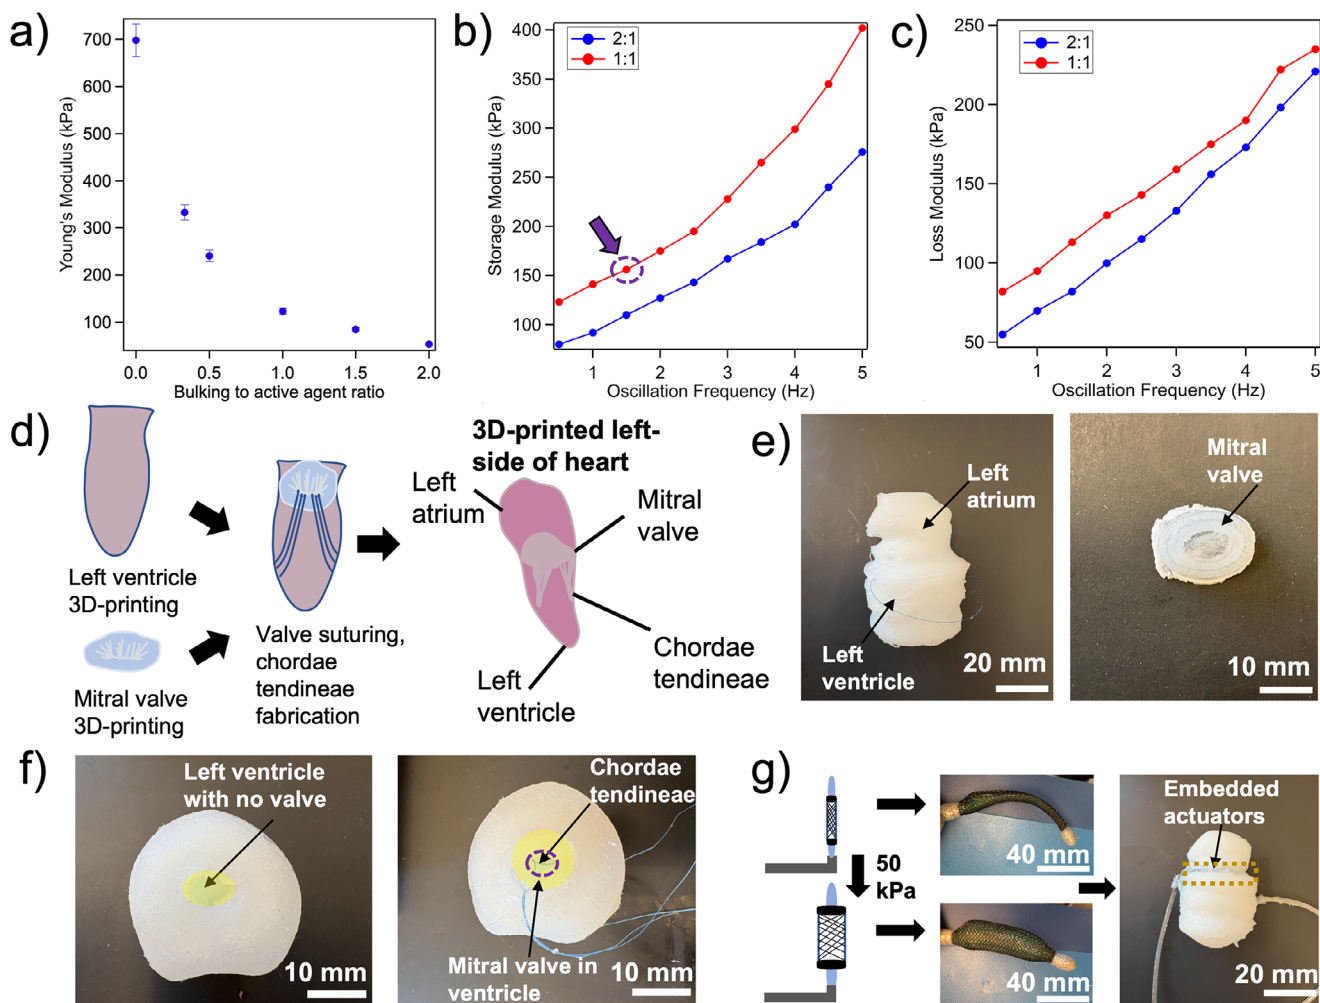 a)
700
600
500
400
300
200
100
Young's Modulus (kPa)
0.0 0.5 1.0 1.5 2.0
Bulking to active agent ratio
b)
2:1
1:1
400
350
300
250
200
150
100
Storage Modulus (kPa)
1 2 3 4 5
Oscillation Frequency (Hz)
c)
2:1
1:1
250
200
150
100
50
Loss Modulus (kPa)
1 2 3 4 5
Oscillation Frequency (Hz)
d)
Left ventricle
3D-printing
Mitral valve
3D-printing
Valve suturing,
chordae
tendineae
fabrication
3D-printed left-
side of heart
Left
atrium
Mitral
valve
Chordae
tendineae
Left
ventricle
e)
Left
atrium
Left
ventricle
20 mm
Mitral
valve
10 mm
f)
Left ventricle
with no valve
10 mm
Chordae
tendineae
Mitral valve in
ventricle
10 mm
g)
50
kPa
40 mm
40 mm
Embedded
actuators
20 mm